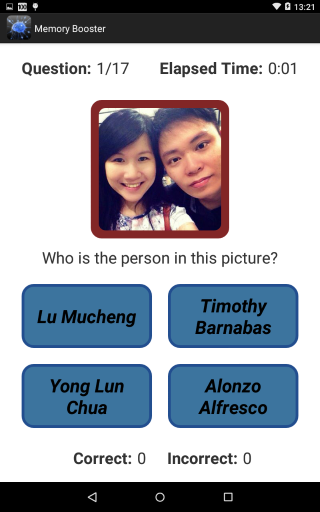 13:21
Memory Booster
Question: 1/17 Elapsed Time: 0:01
Who is the person in this picture?
Lu Mucheng
Timothy
Barnabas
Yong Lun
Chua
Alonzo
Alfresco
Correct: 0 Incorrect: 0